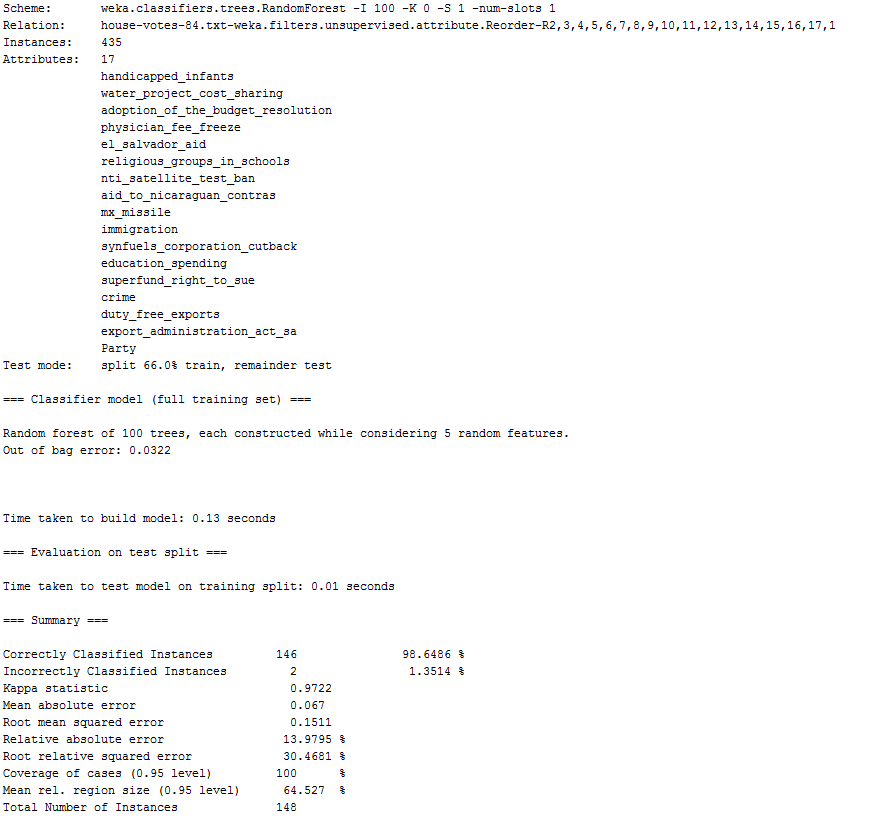 Scheme: weka.classifiers.trees.RandomForest -I 100 -K 0 -S 1 -num-slots 1
Relation: house-votes-84.txt-weka.filters.unsupervised.attribute.Reorder-R2,3,4,5,6,7,8,9,10,11,12,13,14,15,16,17,1
Instances: 435
Attributes: 17
handicapped_infants
water_project_cost_sharing
adoption_of_the_budget_resolution
physician_fee_freeze
el_salvador_aid
religious_groups_in_schools
nti_satellite_test_ban
aid_to_nicaraguan_contras
mx_missile
immigration
synfuels_corporation_cutback
education_spending
superfund_right_to_sue
crime
duty_free_exports
export_administration_act_sa
Party
Test mode: split 66.0% train, remainder test
=== Classifier model (full training set) ===
Random forest of 100 trees, each constructed while considering 5 random features.
Out of bag error: 0.0322
Time taken to build model: 0.13 seconds
=== Evaluation on test split ===
Time taken to test model on training split: 0.01 seconds
=== Summary ===
Correctly Classified Instances 146 98.6486 %
Incorrectly Classified Instances 2 1.3514 %
Kappa statistic 0.9722
Mean absolute error 0.067
Root mean squared error 0.1511
Relative absolute error 13.9795 %
Root relative squared error 30.4681 %
Coverage of cases (0.95 level) 100 %
Mean rel. region size (0.95 level) 64.527 %
Total Number of Instances 148